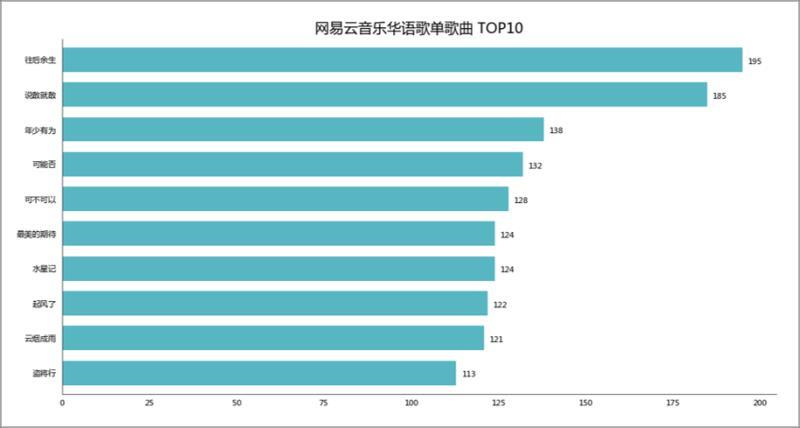 网易云音乐华语歌单歌曲 TOP10
往后余生 195
说散就散 185
年少有为 138
可能否 132
可不可以 128
最美的期待 124
水星记 124
起风了 122
云烟成雨 121
盗将行 113
0 25 50 75 100 125 150 175 200